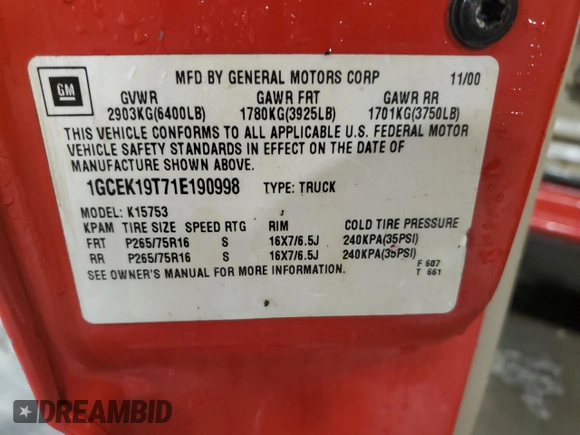 GM
MFD BY GENERAL MOTORS CORP 11/00
GVWR GAWR FRT GAWR RR
2903KG(6400LB) 1780KG(3925LB) 1701KG(3750LB)
THIS VEHICLE CONFORMS TO ALL APPLICABLE U.S. FEDERAL MOTOR
VEHICLE SAFETY STANDARDS IN EFFECT ON THE DATE OF
MANUFACTURE SHOWN ABOVE.
1GCEK19T71E190998 TYPE: TRUCK
MODEL: K15753 J
KPAM TIRE SIZE SPEED RTG RIM COLD TIRE PRESSURE
FRT P265/75R16 S 16X7/6.5J 240KPA(35PSI)
RR P265/75R16 S 16X7/6.5J 240KPA(35PSI)
SEE OWNER'S MANUAL FOR MORE INFORMATION.
F 607
T 661
DREAMBID